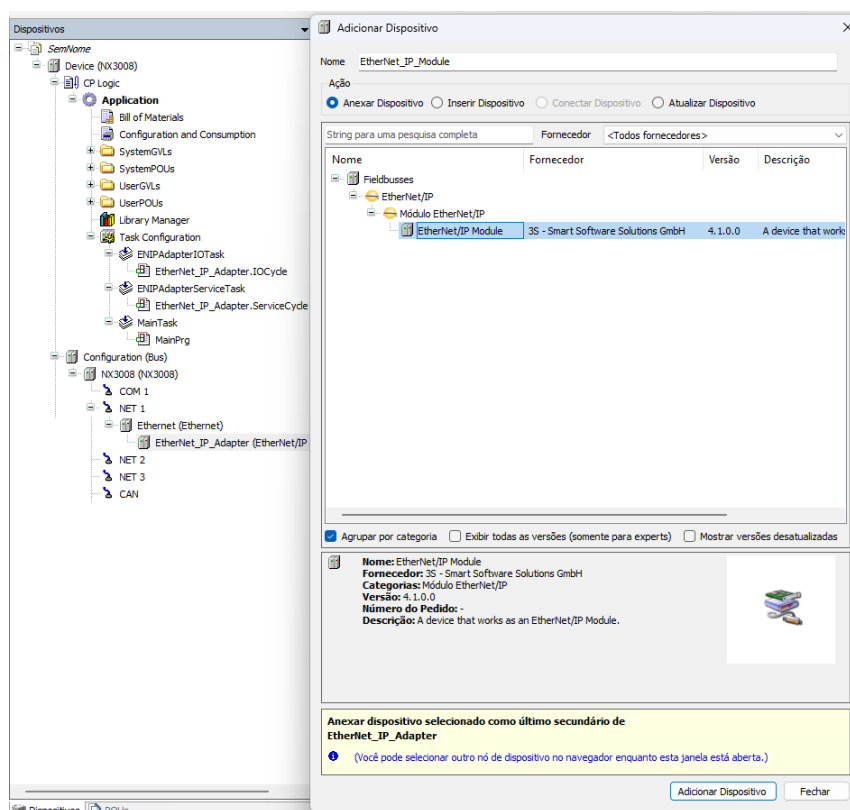 Dispositivos
SemNome
Device (NX3008)
CP Logic
Application
Bill of Materials
Configuration and Consumption
SystemGVLs
SystemPOUs
UserGVLs
UserPOUs
Library Manager
Task Configuration
ENIPAdapterIOTask
EtherNet_IP_Adapter.IOCycle
ENIPAdapterServiceTask
EtherNet_IP_Adapter.ServiceCycle
MainTask
MainPrg
Configuration (Bus)
NX3008 (NX3008)
COM 1
NET 1
Ethernet (Ethernet)
EtherNet_IP_Adapter (EtherNet/IP
NET 2
NET 3
CAN
Dispositivos POUs
Adicionar Dispositivo
Nome EtherNet_IP_Module
Ação
Anexar Dispositivo Inserir Dispositivo Conectar Dispositivo Atualizar Dispositivo
String para uma pesquisa completa Fornecedor <Todos fornecedores>
Nome Fornecedor Versão Descrição
Fieldbusses
EtherNet/IP
Módulo EtherNet/IP
EtherNet/IP Module 3S - Smart Software Solutions GmbH 4.1.0.0 A device that works
Agrupar por categoria Exibir todas as versões (somente para experts) Mostrar versões desatualizadas
Nome: EtherNet/IP Module
Fornecedor: 3S - Smart Software Solutions GmbH
Categorias: Módulo EtherNet/IP
Versão: 4.1.0.0
Número do Pedido: -
Descrição: A device that works as an EtherNet/IP Module.
Anexar dispositivo selecionado como último secundário de
EtherNet_IP_Adapter
(Você pode selecionar outro nó de dispositivo no navegador enquanto esta janela está aberta.)
Adicionar Dispositivo Fechar